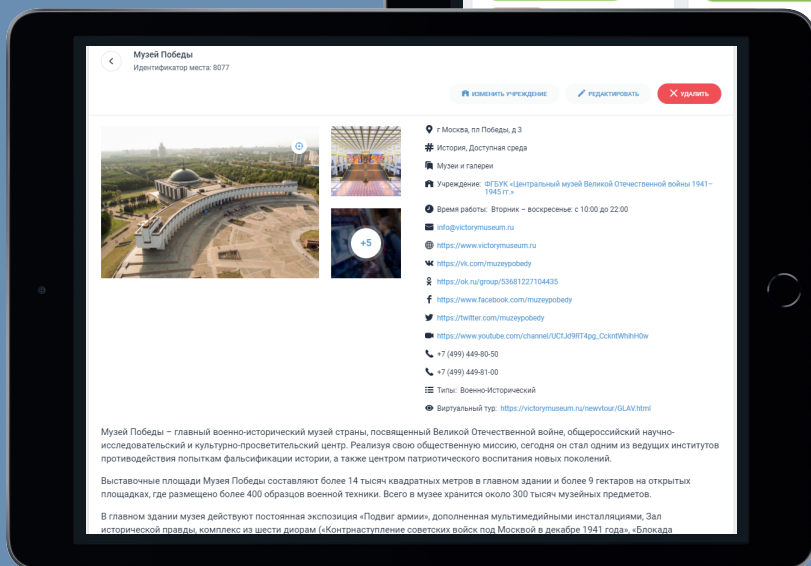 Музей Победы
Идентификатор места: 8077
ИЗМЕНИТЬ УЧРЕЖДЕНИЕ
РЕДАКТИРОВАТЬ
УДАЛИТЬ
г Москва, пл Победы, д 3
История, Доступная среда
Музеи и галереи
Учреждение: ФГБУК «Центральный музей Великой Отечественной войны 1941–
1945 гг.»
Время работы: Вторник – воскресенье: с 10:00 до 22:00
info@victorymuseum.ru
+5
https://www.victorymuseum.ru
https://vk.com/muzeypobedy
https://ok.ru/group/53681227104435
https://www.facebook.com/muzeypobedy
https://twitter.com/muzeypobedy
https://www.youtube.com/channel/UCfJd9RT4pg_CckntWhlhH0w
+7 (499) 449-80-50
+7 (499) 449-81-00
Типы: Военно-Исторический
Виртуальный тур: https://victorymuseum.ru/newvtour/GLAV.html
Музей Победы – главный военно-исторический музей страны, посвященный Великой Отечественной войне, общероссийский научно-
исследовательский и культурно-просветительский центр. Реализуя свою общественную миссию, сегодня он стал одним из ведущих институтов
противодействия попыткам фальсификации истории, а также центром патриотического воспитания новых поколений.
Выставочные площади Музея Победы составляют более 14 тысяч квадратных метров в главном здании и более 9 гектаров на открытых
площадках, где размещено более 400 образцов военной техники. Всего в музее хранится около 300 тысяч музейных предметов.
В главном здании музея действуют постоянная экспозиция «Подвиг армии», дополненная мультимедийными инсталляциями, Зал
исторической правды, комплекс из шести диорам («Контрнаступление советских войск под Москвой в декабре 1941 года», «Блокада